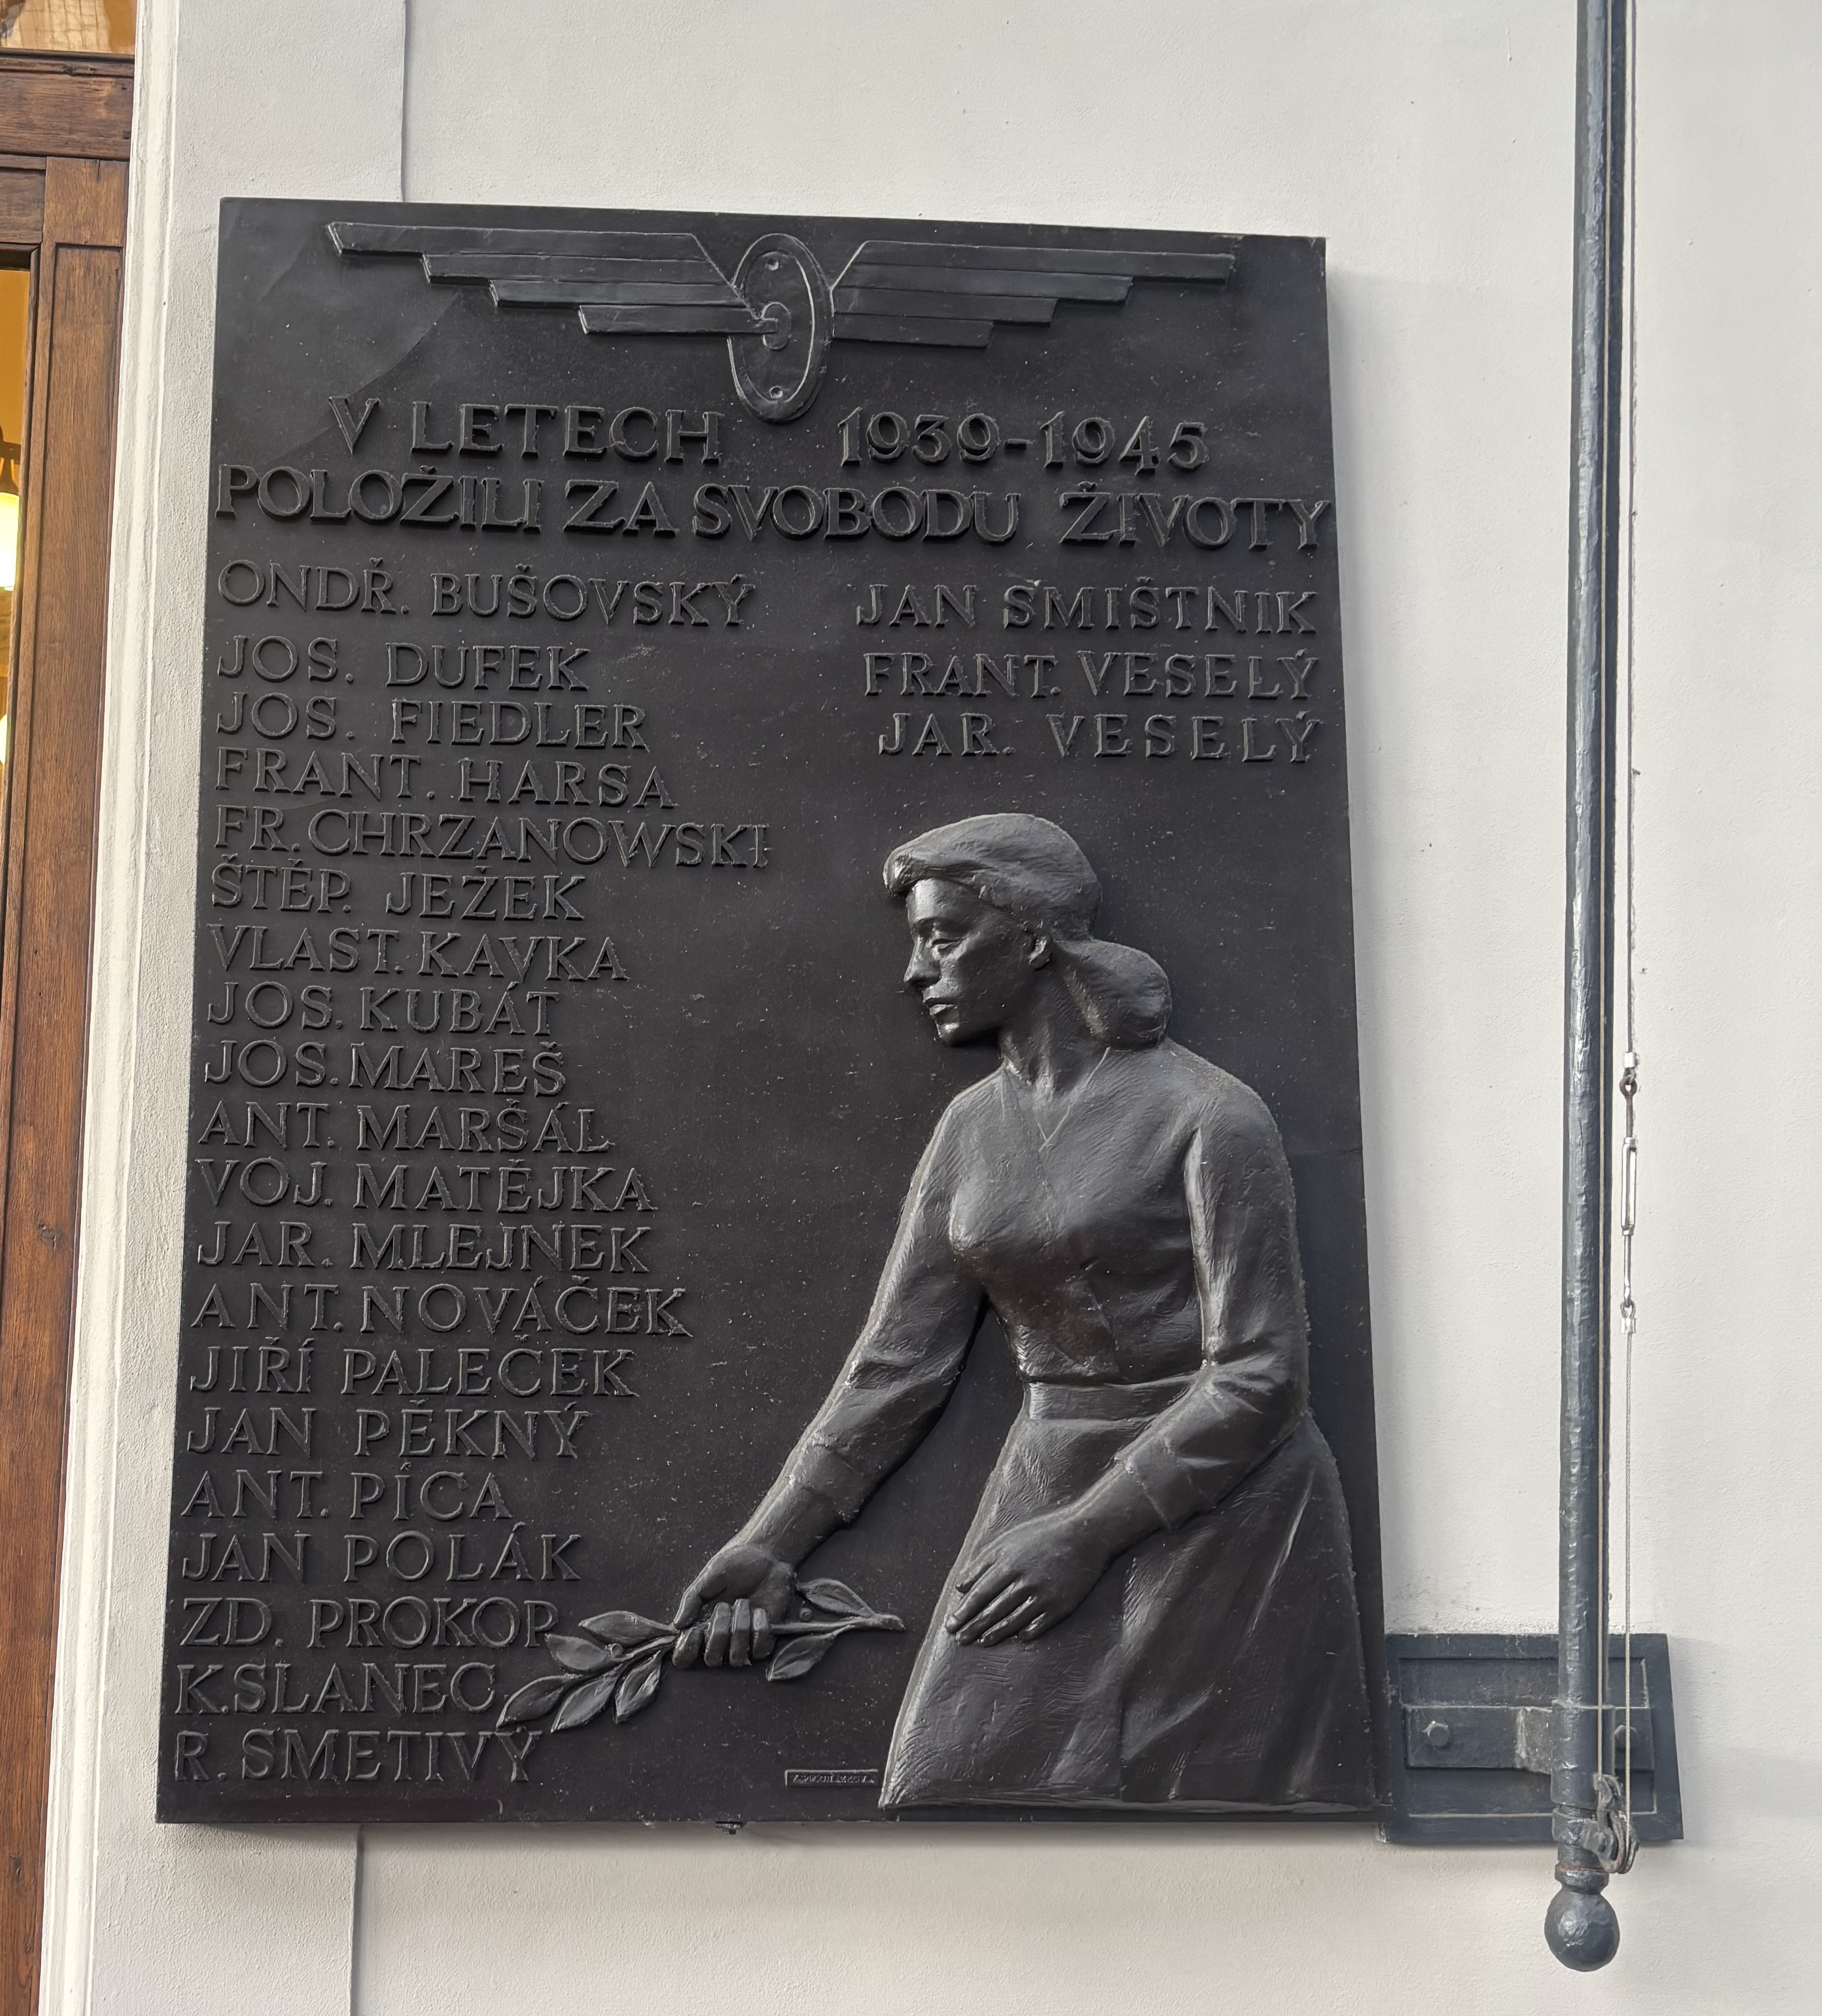 V LETECH 1939-1945
POLOŽILI ZA SVOBODU ŽIVOTY
ONDŘ. BUŠOVSKÝ
JOS. DUFEK
JOS. FIEDLER
FRANT. HARSA
FR. CHRZANOWSKI
ŠTĚP. JEŽEK
VLAST. KAVKA
JOS. KUBÁT
JOS. MAREŠ
ANT. MARŠÁL
VOJ. MATĚJKA
JAR. MLEJNEK
ANT. NOVÁČEK
JIŘÍ PALEČEK
JAN PĚKNÝ
ANT. PÍCA
JAN POLÁK
ZD. PROKOP
K. SLANEC
R. SMETIVÝ
JAN SMIŠTNIK
FRANT. VESELÝ
JAR. VESELÝ